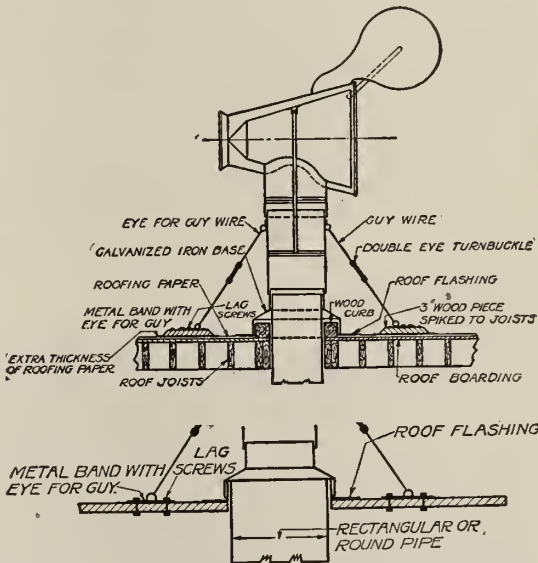 EYE FOR GUY WIRE
GUY WIRE
GALVANIZED IRON BASE
DOUBLE EYE TURNBUCKLE
ROOFING PAPER
ROOF FLASHING
METAL BAND WITH
EYE FOR GUY
LAG
SCREWS
WOOD
CURB
3" WOOD PIECE
SPIKED TO JOISTS
EXTRA THICKNESS
OF ROOFING PAPER
ROOF JOISTS
ROOF BOARDING
LAG
SCREWS
ROOF FLASHING
METAL BAND WITH
EYE FOR GUY.
RECTANGULAR OR
ROUND PIPE